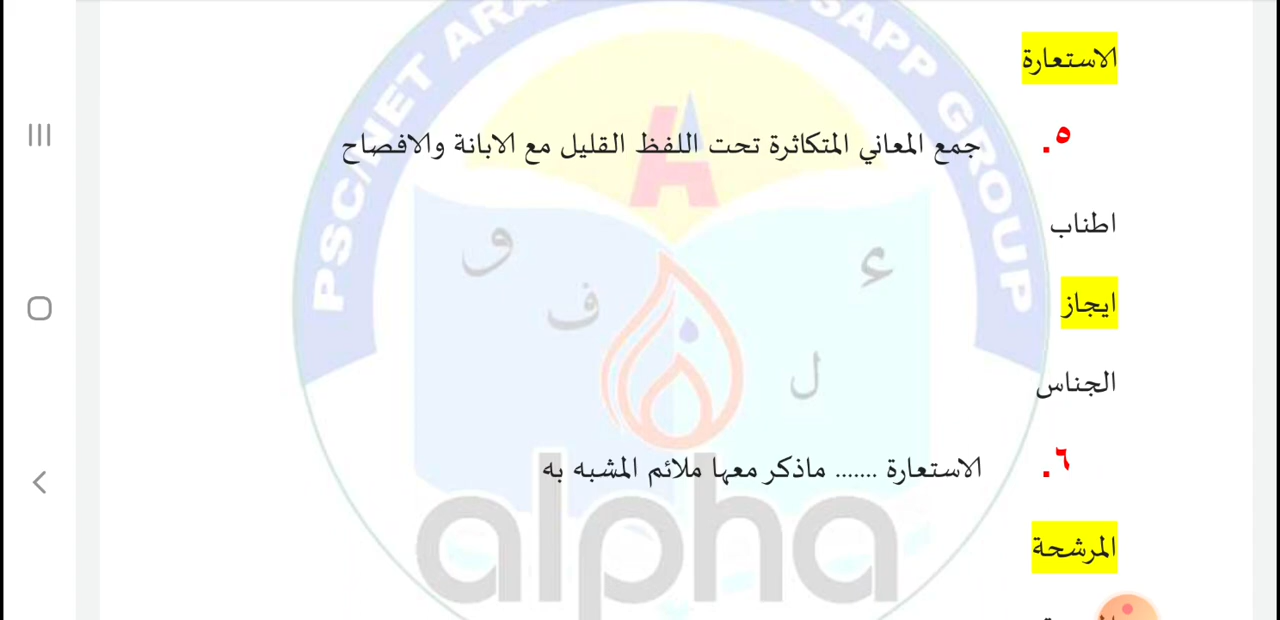 الاستعارة
٥. جمع المعاني المتكاثرة تحت اللفظ القليل مع الابانة والافصاح
اطناب
ايجاز
الجناس
٦. الاستعارة ....... ماذكر معها ملائم المشبه به
المرشحة
PSC/NET ARA
SAPP GROUP
و
ف
ء
ل
alpha